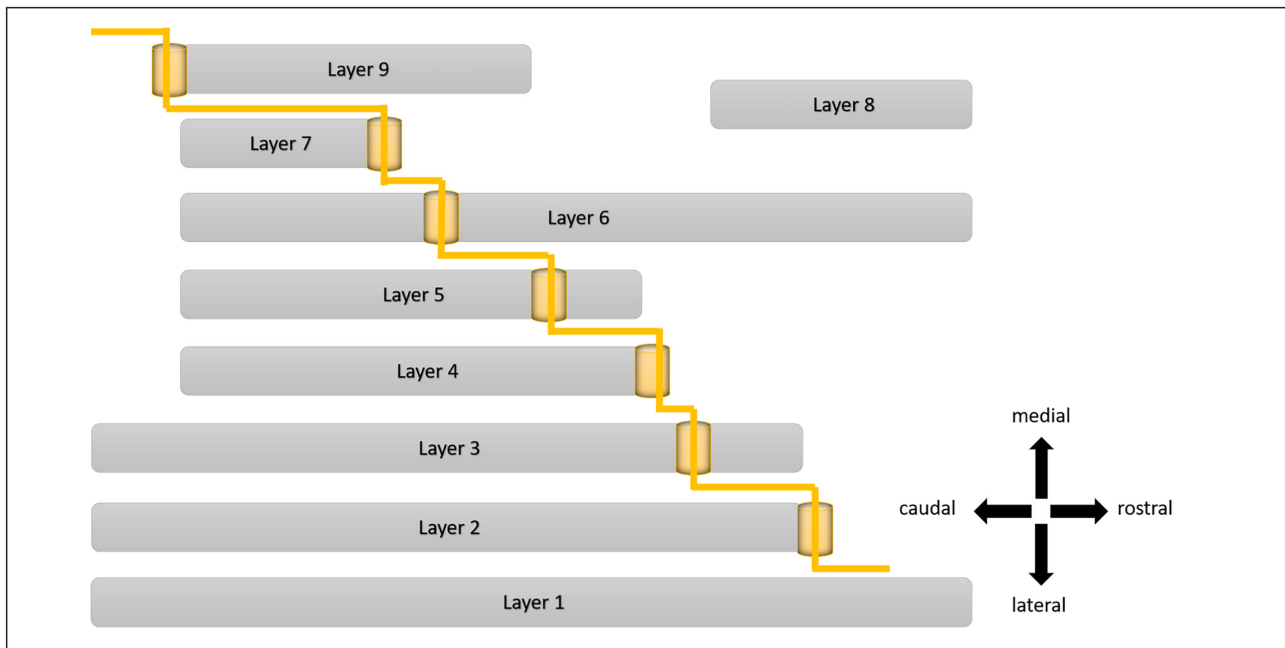 Layer 9
Layer 8
Layer 7
Layer 6
Layer 5
Layer 4
Layer 3
Layer 2
Layer 1
medial
caudal
rostral
lateral